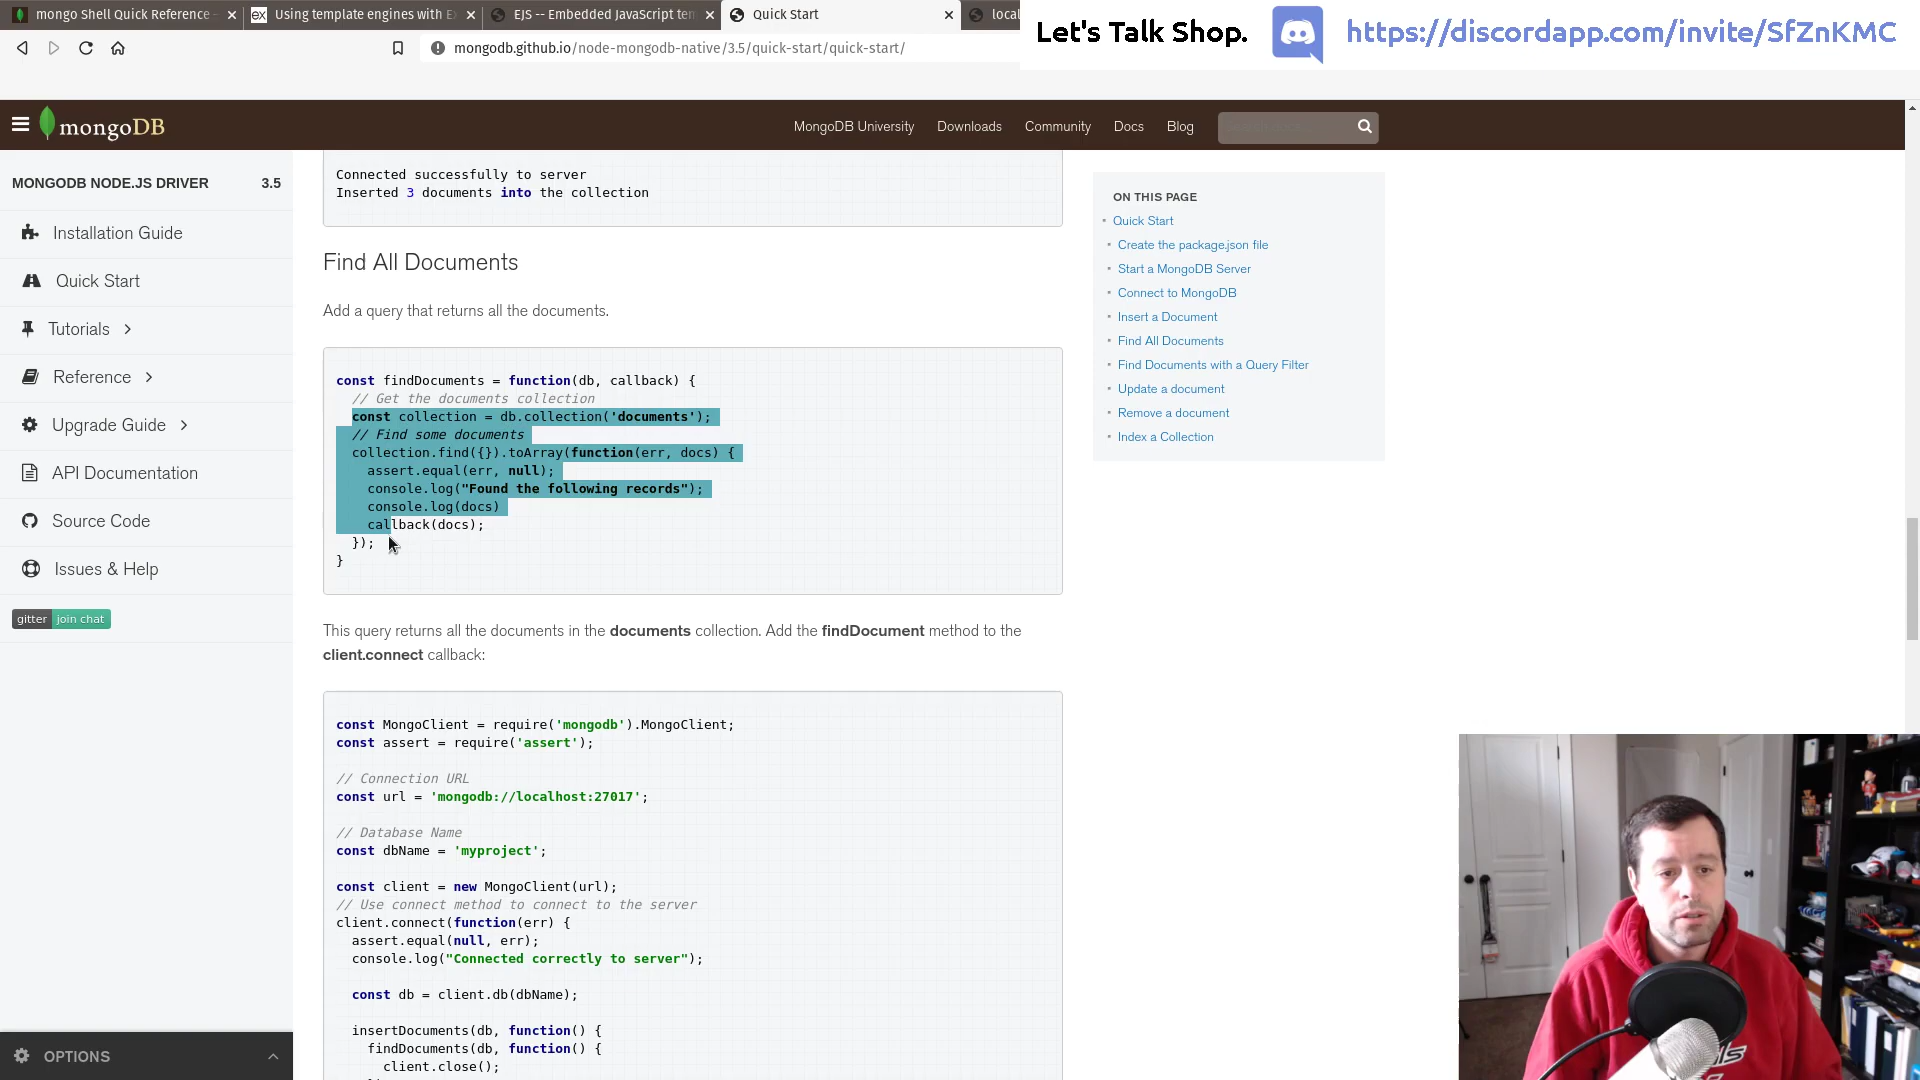 mongo Shell Quick Reference
Using template engines with Ex
EJS -- Embedded JavaScript tem
Quick Start
local
Let's Talk Shop.
https://discordapp.com/invite/SfZnKMC
mongodb.github.io/node-mongodb-native/3.5/quick-start/quick-start/
mongoDB
MongoDB University
Downloads
Community
Docs
Blog
MONGODB NODE.JS DRIVER 3.5
Installation Guide
Quick Start
Tutorials
Reference
Upgrade Guide
API Documentation
Source Code
Issues & Help
gitter join chat
OPTIONS
Connected successfully to server
Inserted 3 documents into the collection
Find All Documents
Add a query that returns all the documents.
const findDocuments = function(db, callback) {
// Get the documents collection
const collection = db.collection('documents');
// Find some documents
collection.find({}).toArray(function(err, docs) {
assert.equal(err, null);
console.log("Found the following records");
console.log(docs)
callback(docs);
});
}
This query returns all the documents in the documents collection. Add the findDocument method to the
client.connect callback:
const MongoClient = require('mongodb').MongoClient;
const assert = require('assert');
// Connection URL
const url = 'mongodb://localhost:27017';
// Database Name
const dbName = 'myproject';
const client = new MongoClient(url);
// Use connect method to connect to the server
client.connect(function(err) {
assert.equal(null, err);
console.log("Connected correctly to server");
const db = client.db(dbName);
insertDocuments(db, function() {
findDocuments(db, function() {
client.close();
ON THIS PAGE
Quick Start
Create the package.json file
Start a MongoDB Server
Connect to MongoDB
Insert a Document
Find All Documents
Find Documents with a Query Filter
Update a document
Remove a document
Index a Collection